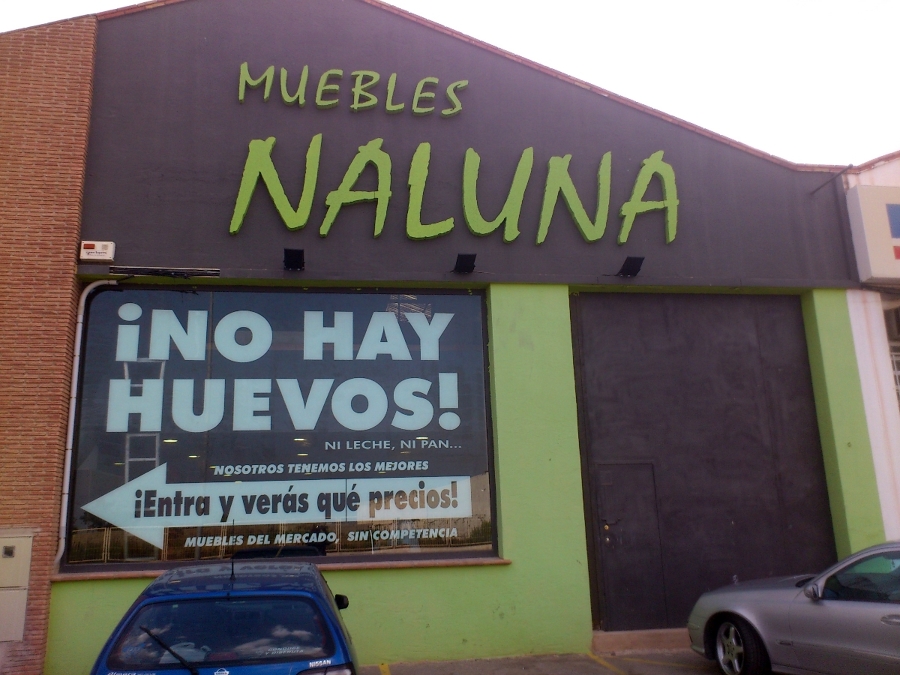 MUEBLES
NALUNA
¡NO HAY
HUEVOS!
NI LECHE, NI PAN...
NOSOTROS TENEMOS LOS MEJORES
¡Entra y verás qué precios!
MUEBLES DEL MERCADO, SIN COMPETENCIA
NISSAN